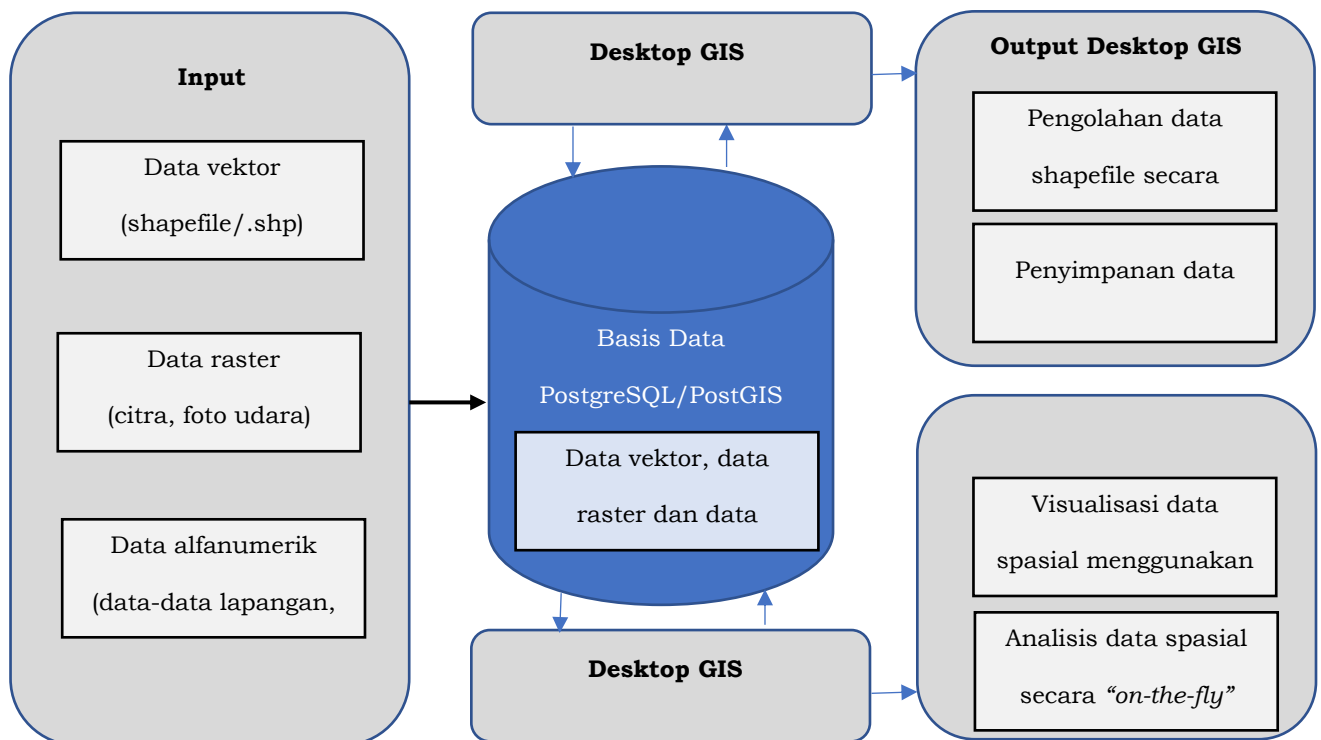 Input
Data vektor
(shapefile/.shp)
Data raster
(citra, foto udara)
Data alfanumerik
(data-data lapangan,
Desktop GIS
Basis Data
PostgreSQL/PostGIS
Data vektor, data
raster dan data
Desktop GIS
Output Desktop GIS
Pengolahan data
shapefile secara
Penyimpanan data
Visualisasi data
spasial menggunakan
Analisis data spasial
secara “on-the-fly”